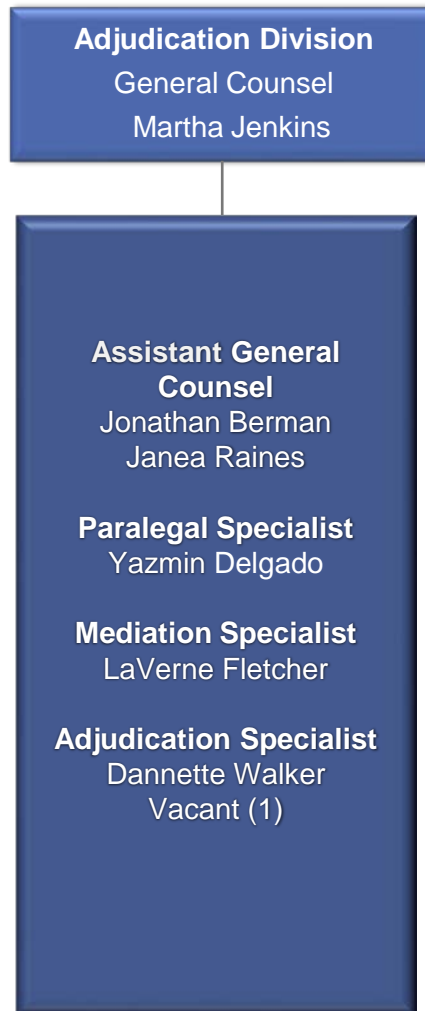 Adjudication Division
General Counsel
Martha Jenkins
Assistant General
Counsel
Jonathan Berman
Janea Raines
Paralegal Specialist
Yazmin Delgado
Mediation Specialist
LaVerne Fletcher
Adjudication Specialist
Dannette Walker
Vacant (1)